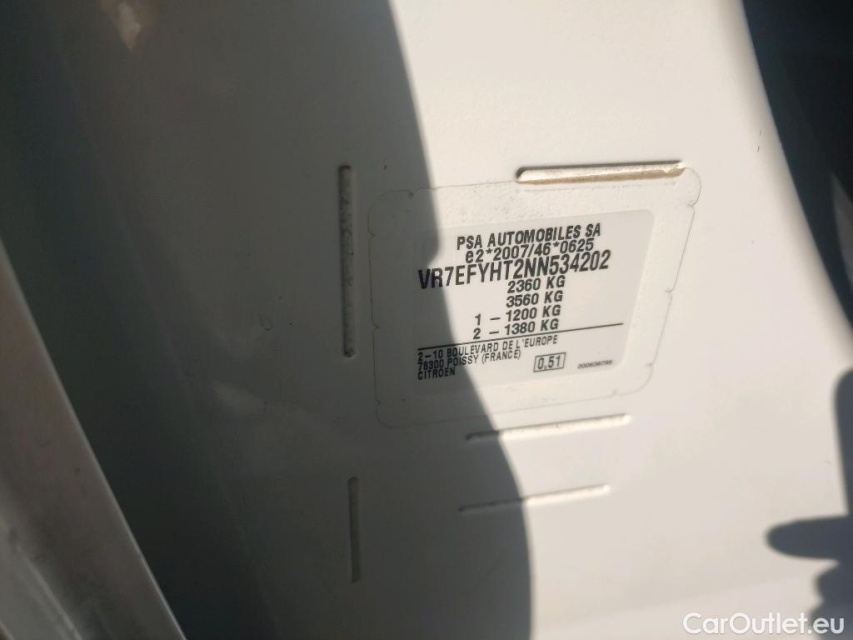 PSA AUTOMOBILES SA
e2*2007/46*0625
VR7EFYHT2NN534202
2360 KG
3560 KG
1 - 1200 KG
2 - 1380 KG
2-10 BOULEVARD DE L'EUROPE
78300 POISSY (FRANCE)
CITROEN
0,51
CarOutlet.eu